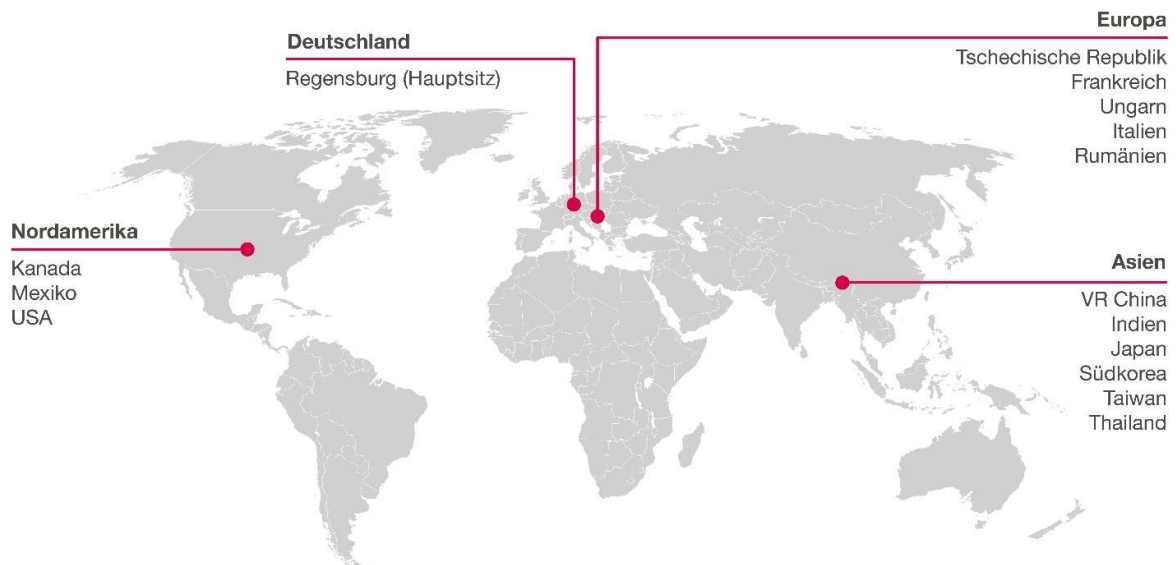 Deutschland
Regensburg (Hauptsitz)
Europa
Tschechische Republik
Frankreich
Ungarn
Italien
Rumänien
Nordamerika
Kanada
Mexiko
USA
Asien
VR China
Indien
Japan
Südkorea
Taiwan
Thailand